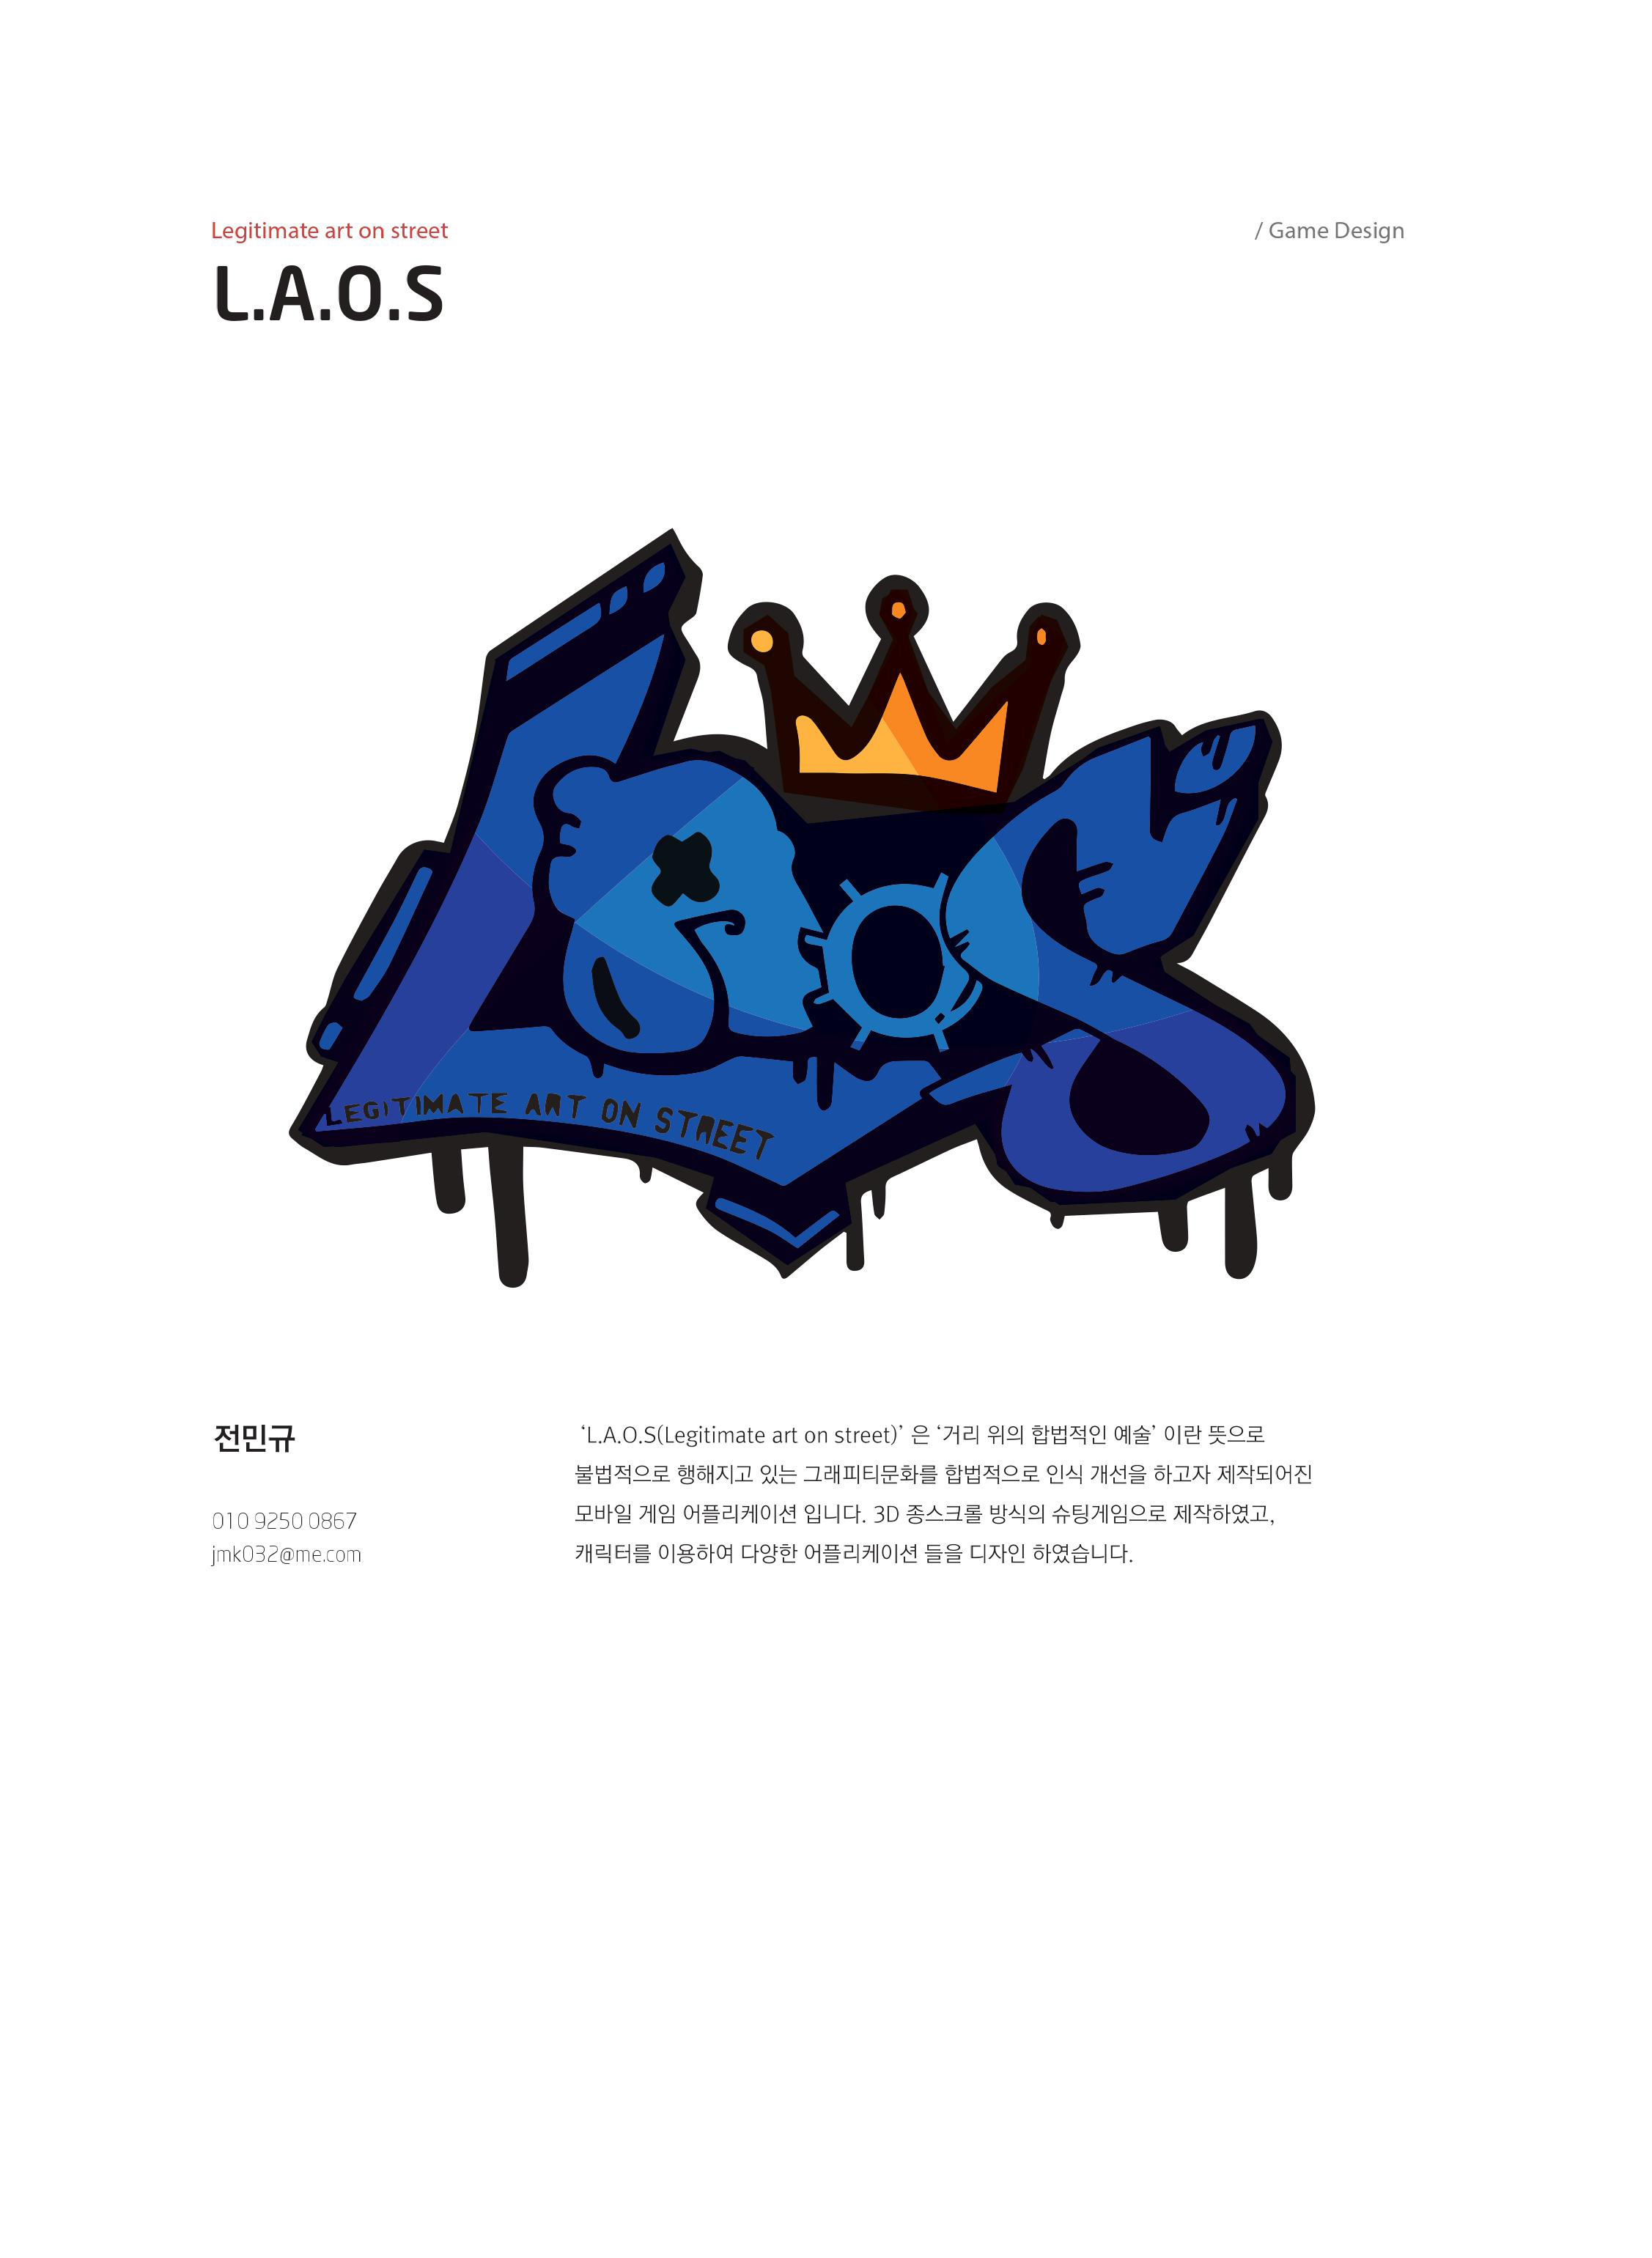 Legitimate art on street
/ Game Design
L.A.O.S
LEGITIMATE ART ON STREET
전민규
010 9250 0867
jmk032@me.com
‘L.A.O.S(Legitimate art on street)’ 은 ‘거리 위의 합법적인 예술’ 이란 뜻으로
불법적으로 행해지고 있는 그래피티문화를 합법적으로 인식 개선을 하고자 제작되어진
모바일 게임 어플리케이션 입니다. 3D 종스크롤 방식의 슈팅게임으로 제작하였고,
캐릭터를 이용하여 다양한 어플리케이션 들을 디자인 하였습니다.